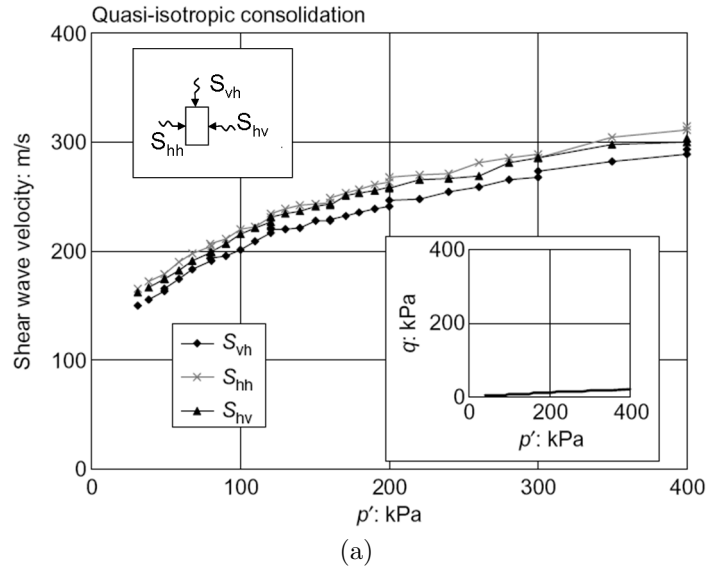 Quasi-isotropic consolidation
400
300
200
100
0
Shear wave velocity: m/s
S_vh
S_hh
S_hv
S_vh
S_hh
S_hv
400
200
0
q: kPa
0 200 400
p′: kPa
0 100 200 300 400
p′: kPa
(a)